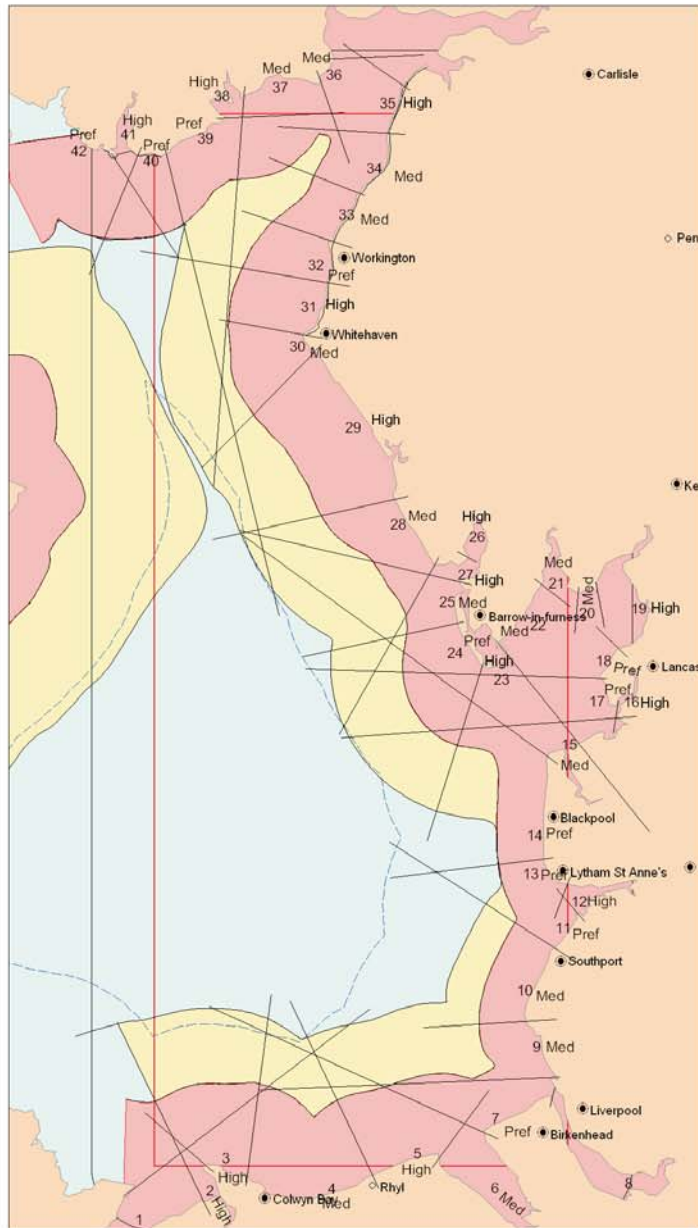 Med
36
Med
37
High
38
35
High
Carlisle
High
41
Pref
39
Pref
42
Pref
40
34
Med
33
Med
Pen
32
Pref
Workington
31 High
Whitehaven
30
Med
29
High
28
Med
High
26
Ke
27
High
Med
21
Med
20
19 High
25 Med
Barrow-in-furness
Med
22
24
Pref
High
23
18
Pref
Lancas
Pref
17
16
High
15
Med
Blackpool
14 Pref
13 Pref
Lytham St Anne's
12 High
11
Pref
Southport
10
Med
9 Med
Liverpool
7
Pref
Birkenhead
3
High
5
High
8
2
High
Colwyn Bay
4
Med
Rhyl
6 Med
1